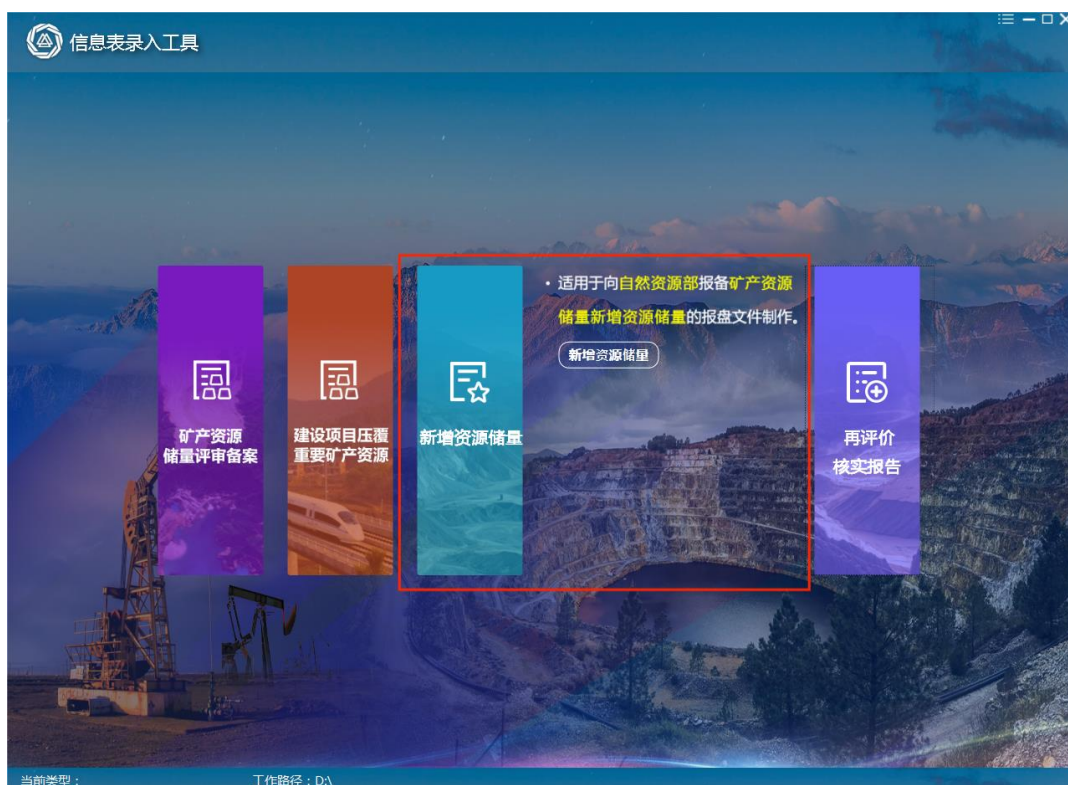 信息表录入工具
矿产资源
储量评审备案
建设项目压覆
重要矿产资源
新增资源储量
•适用于向自然资源部报备矿产资源
储量新增资源储量的报盘文件制作。
新增资源储量
再评价
核实报告
当前类型：
工作路径：D:\